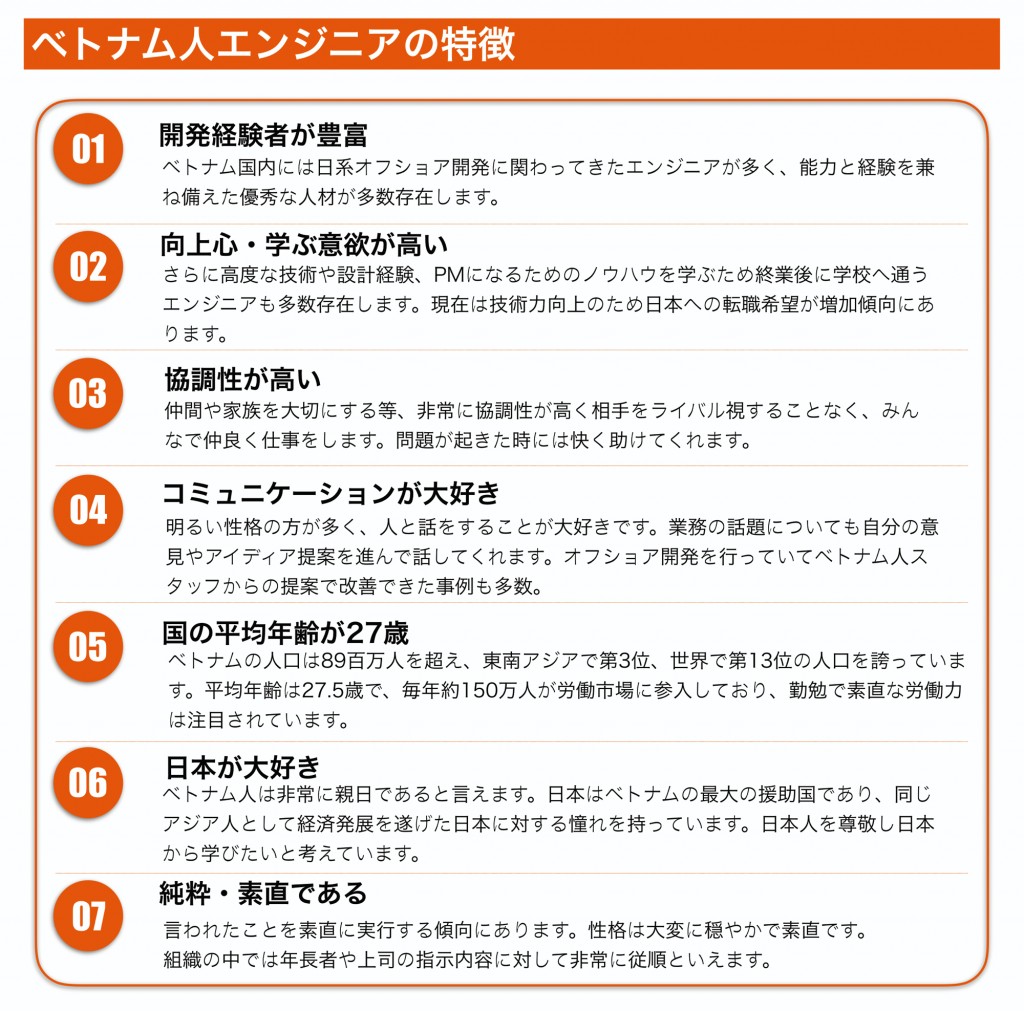 ベトナム人エンジニアの特徴
01
開発経験者が豊富
ベトナム国内には日系オフショア開発に関わってきたエンジニアが多く、能力と経験を兼
ね備えた優秀な人材が多数存在します。
02
向上心・学ぶ意欲が高い
さらに高度な技術や設計経験、PMになるためのノウハウを学ぶため終業後に学校へ通う
エンジニアも多数存在します。現在は技術力向上のため日本への転職希望が増加傾向にあ
ります。
03
協調性が高い
仲間や家族を大切にする等、非常に協調性が高く相手をライバル視することなく、みん
なで仲良く仕事をします。問題が起きた時には快く助けてくれます。
04
コミュニケーションが大好き
明るい性格の方が多く、人と話をすることが大好きです。業務の話題についても自分の意
見やアイディア提案を進んで話してくれます。オフショア開発を行っていてベトナム人ス
タッフからの提案で改善できた事例も多数。
05
国の平均年齢が27歳
ベトナムの人口は89百万人を超え、東南アジアで第3位、世界で第13位の人口を誇っていま
す。平均年齢は27.5歳で、毎年約150万人が労働市場に参入しており、勤勉で素直な労働力
は注目されています。
06
日本が大好き
ベトナム人は非常に親日であると言えます。日本はベトナムの最大の援助国であり、同じ
アジア人として経済発展を遂げた日本に対する憧れを持っています。日本人を尊敬し日本
から学びたいと考えています。
07
純粋・素直である
言われたことを素直に実行する傾向にあります。性格は大変に穏やかで素直です。
組織の中では年長者や上司の指示内容に対して非常に従順といえます。